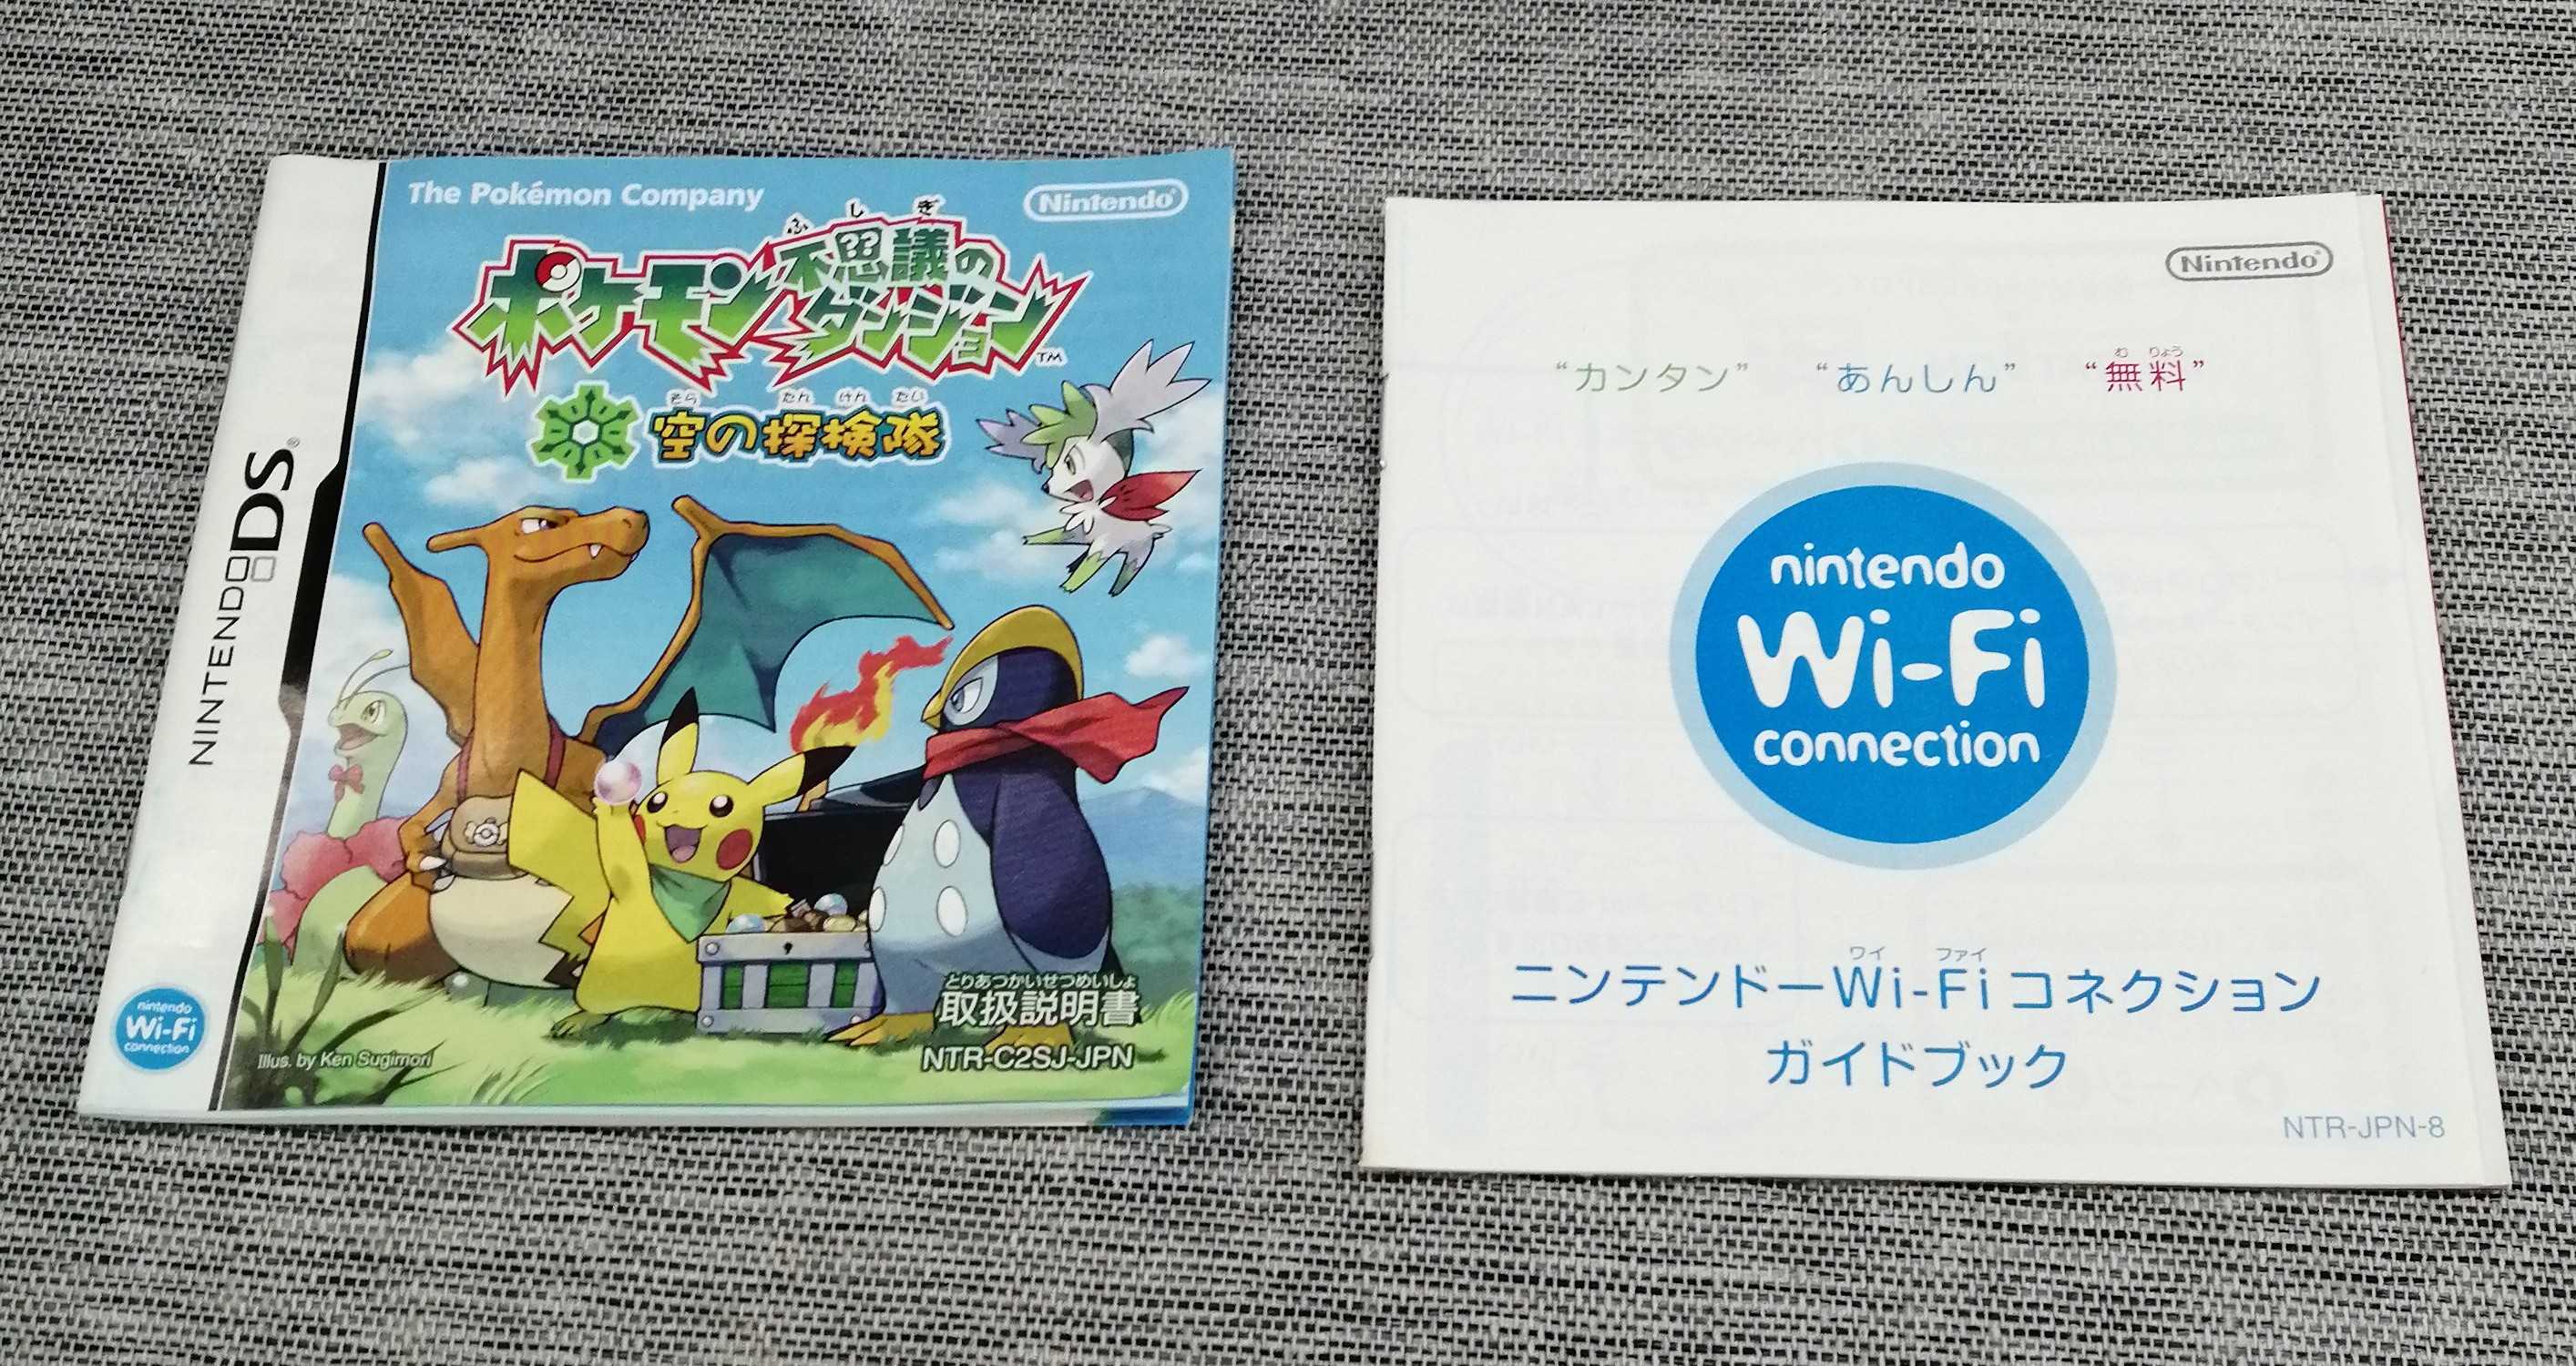 The Pokémon Company
Nintendo®
ふしぎ
ポケモン不思議の
ダンジョン™
そら たんけんたい
空の探検隊
NINTENDO DS®
nintendo
Wi-Fi
connection
Illus. by Ken Sugimori
とりあつかいせつめいしょ
取扱説明書
NTR-C2SJ-JPN
Nintendo®
む りょう
“カンタン” “あんしん” “無料”
nintendo
Wi-Fi
connection
ワイ ファイ
ニンテンドーWi-Fiコネクション
ガイドブック
NTR-JPN-8